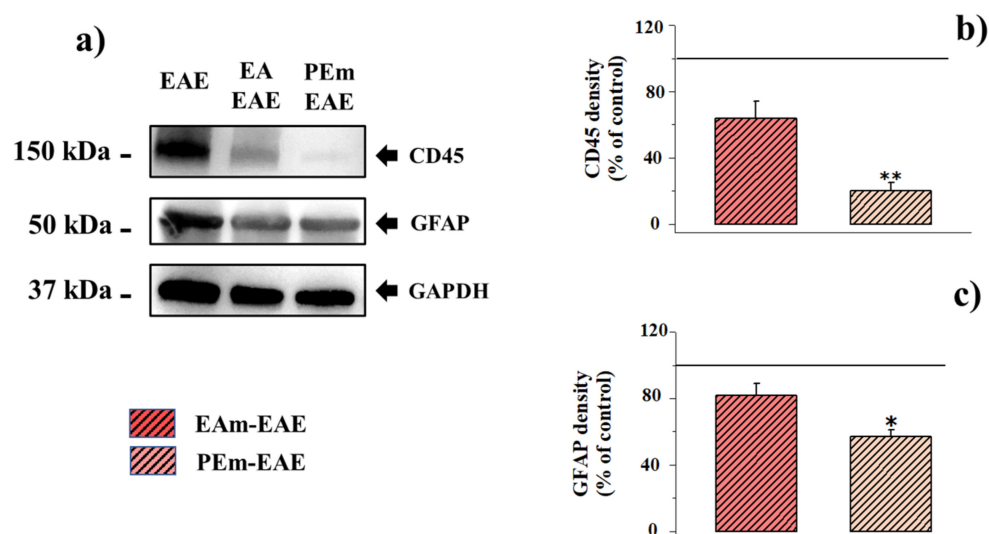 a)
EAE
EA
EAE
PEm
EAE
150 kDa -
CD45
50 kDa -
GFAP
37 kDa -
GAPDH
EAm-EAE
PEm-EAE
b)
CD45 density
(% of control)
120
80
40
0
**
c)
GFAP density
(% of control)
120
80
40
0
*